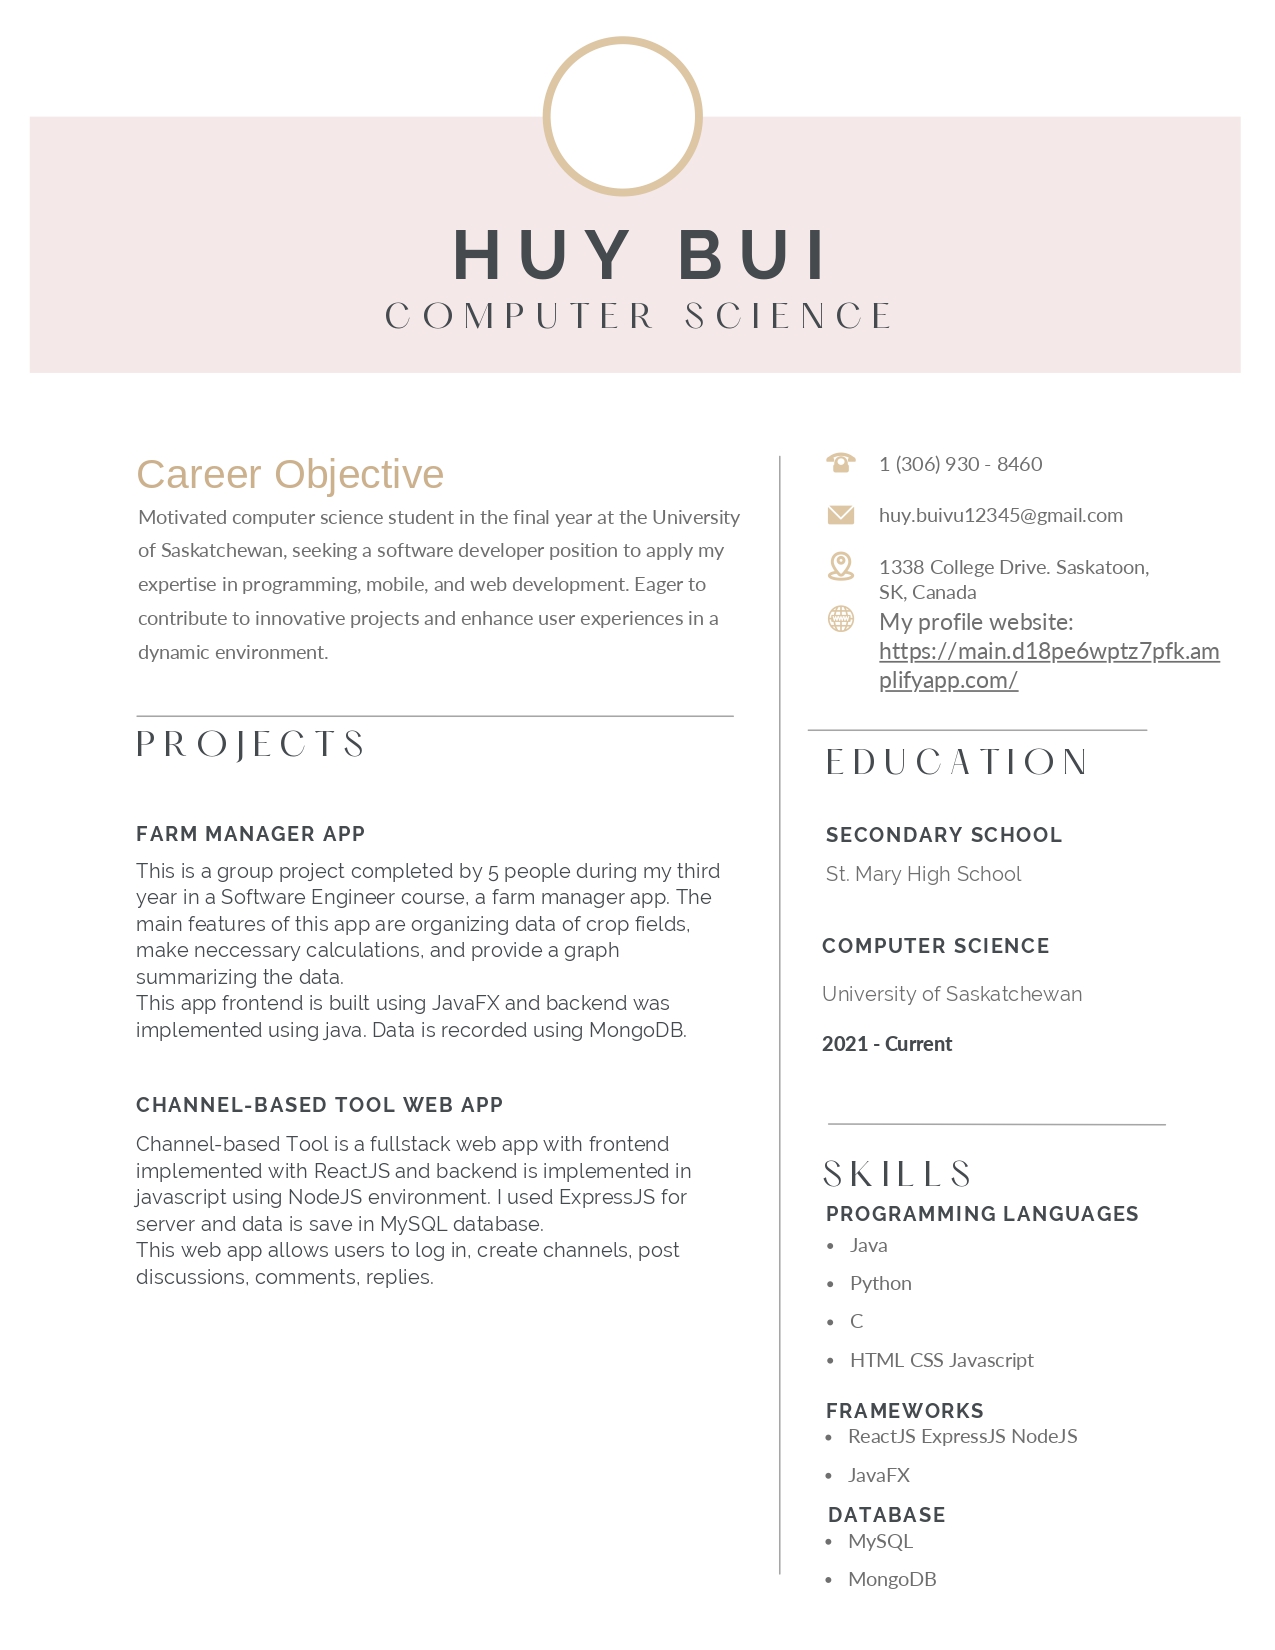 HUY BUI
COMPUTER SCIENCE
Career Objective
Motivated computer science student in the final year at the University
of Saskatchewan, seeking a software developer position to apply my
expertise in programming, mobile, and web development. Eager to
contribute to innovative projects and enhance user experiences in a
dynamic environment.
PROJECTS
FARM MANAGER APP
This is a group project completed by 5 people during my third
year in a Software Engineer course, a farm manager app. The
main features of this app are organizing data of crop fields,
make neccessary calculations, and provide a graph
summarizing the data.
This app frontend is built using JavaFX and backend was
implemented using java. Data is recorded using MongoDB.
CHANNEL-BASED TOOL WEB APP
Channel-based Tool is a fullstack web app with frontend
implemented with ReactJS and backend is implemented in
javascript using NodeJS environment. I used ExpressJS for
server and data is save in MySQL database.
This web app allows users to log in, create channels, post
discussions, comments, replies.
1 (306) 930 - 8460
huy.buivu12345@gmail.com
1338 College Drive. Saskatoon,
SK, Canada
My profile website:
https://main.d18pe6wptz7pfk.am
plifyapp.com/
EDUCATION
SECONDARY SCHOOL
St. Mary High School
COMPUTER SCIENCE
University of Saskatchewan
2021 - Current
SKILLS
PROGRAMMING LANGUAGES
• Java
• Python
• C
• HTML CSS Javascript
FRAMEWORKS
• ReactJS ExpressJS NodeJS
• JavaFX
DATABASE
• MySQL
• MongoDB